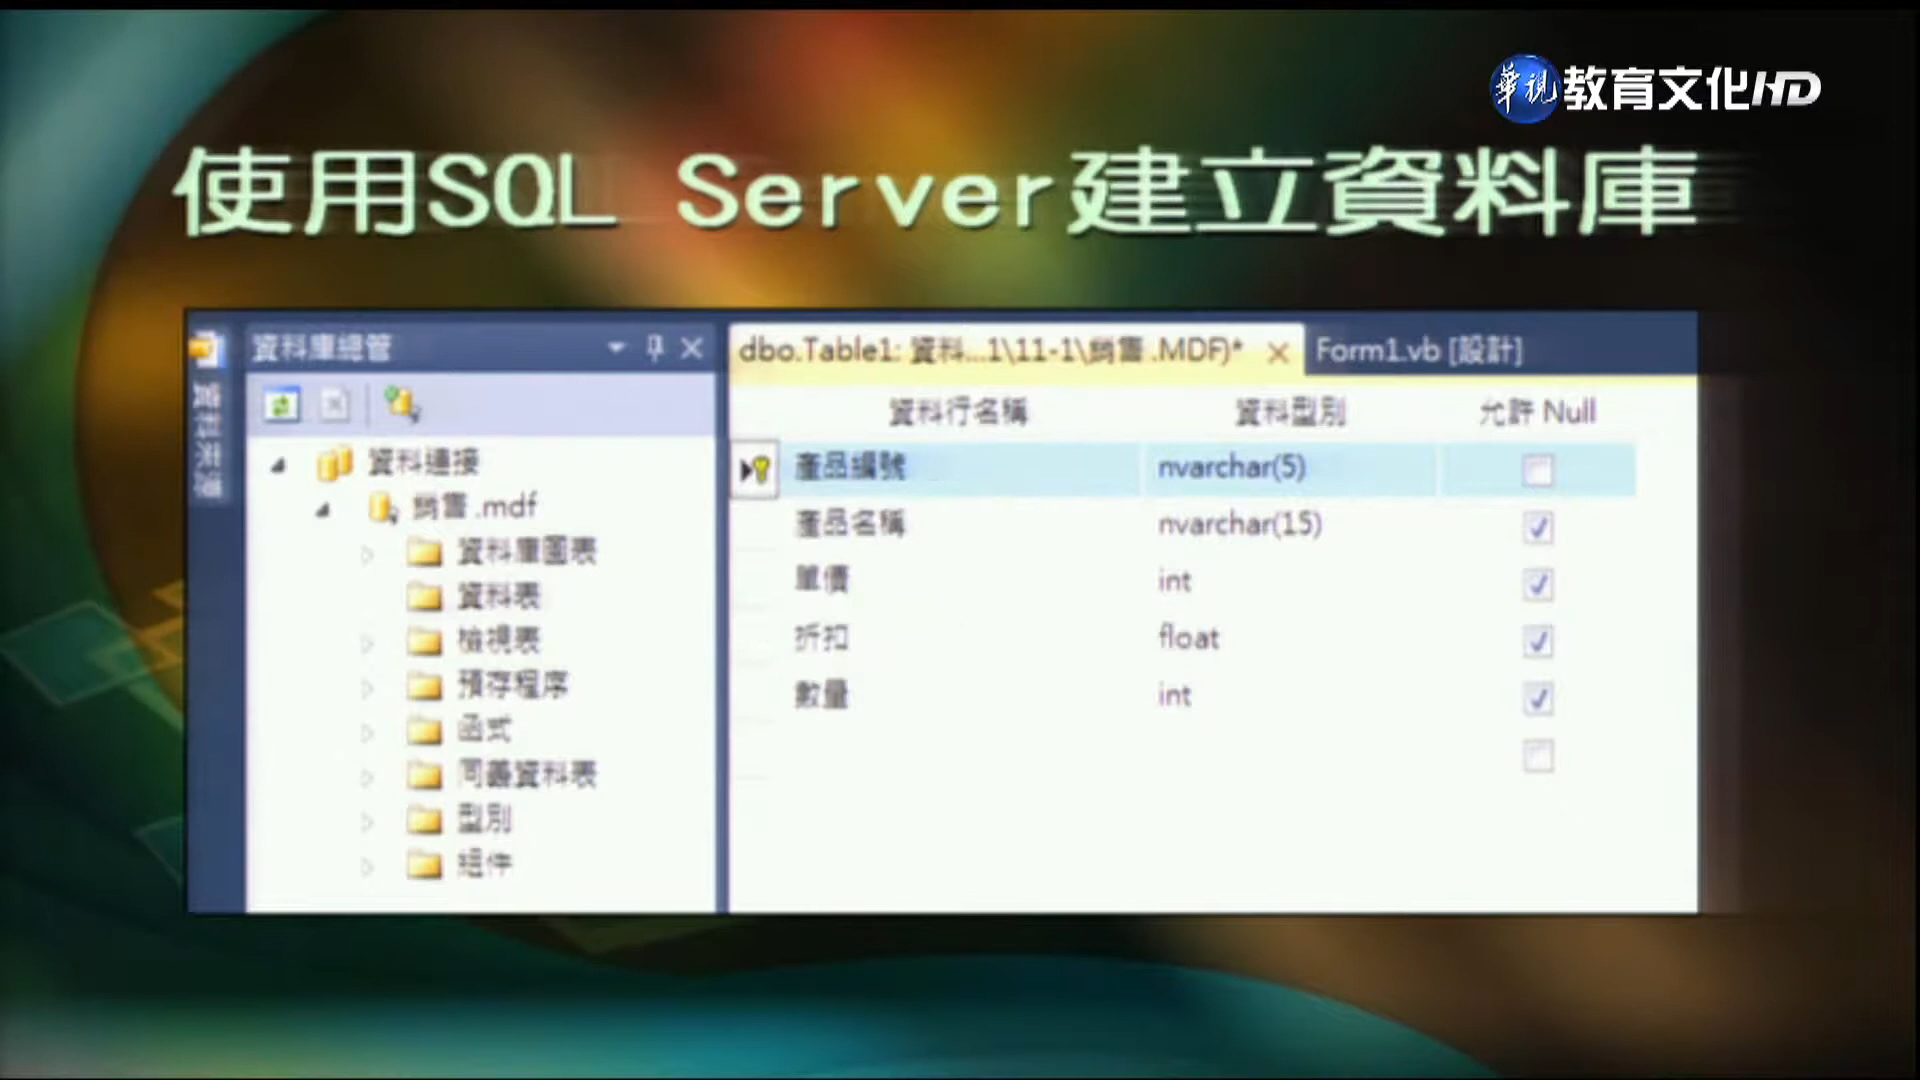 華視 教育文化HD
使用SQL Server建立資料庫
資料來源
資料庫總管
dbo.Table1: 資料...1\11-1\銷售.MDF)*
Form1.vb [設計]
資料行名稱 資料型別 允許 Null
產品編號 nvarchar(5)
產品名稱 nvarchar(15)
單價 int
折扣 float
數量 int
資料連接
銷售.mdf
資料庫圖表
資料表
檢視表
預存程序
函式
同義資料表
型別
組件